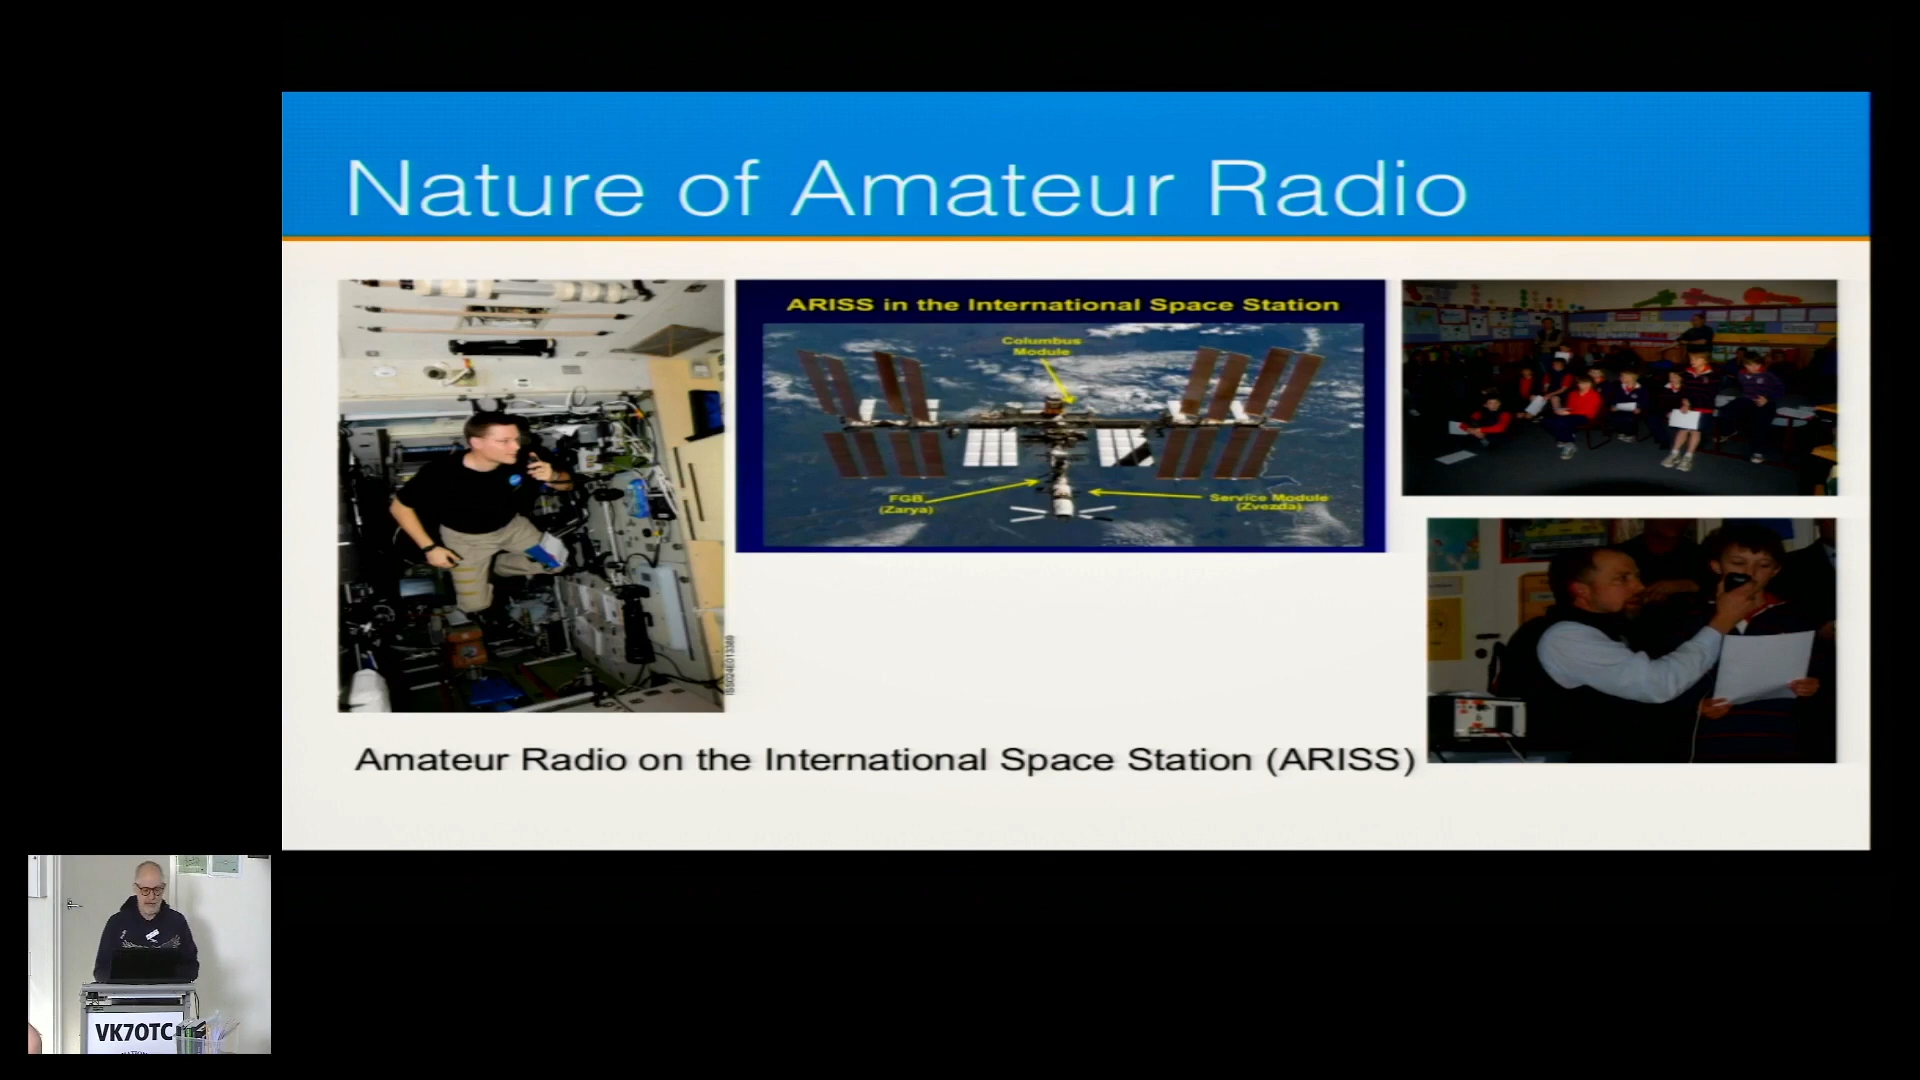 Nature of Amateur Radio
ARISS in the International Space Station
Columbus
Module
FGB
(Zarya)
Service Module
(Zvezda)
Amateur Radio on the International Space Station (ARISS)
VK7OTC